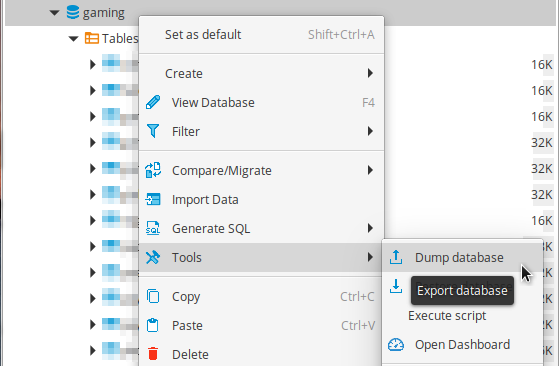 gaming
Set as default Shift+Ctrl+A
Tables
Create
16K
View Database F4
16K
Filter
16K
32K
Compare/Migrate
32K
Import Data
32K
Generate SQL
16K
Tools
Dump database
Export database
Copy Ctrl+C
Execute script
Paste Ctrl+V
Open Dashboard
Delete